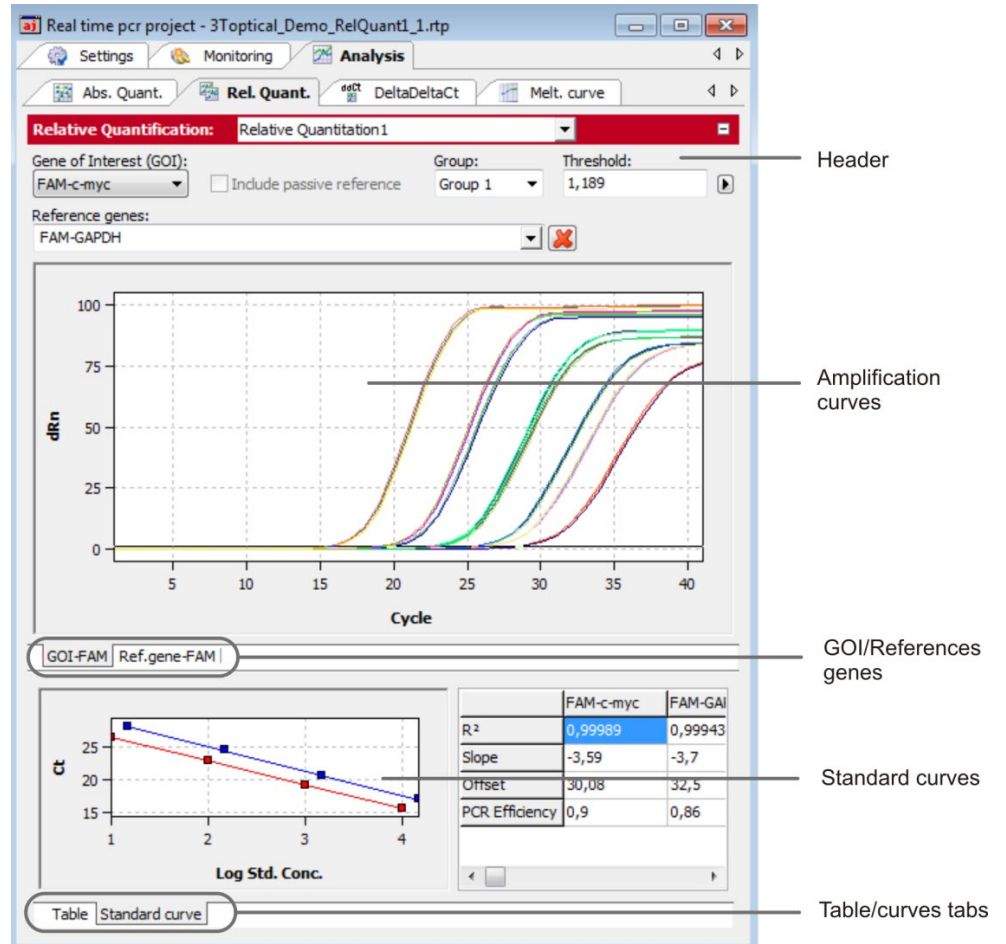 Real time pcr project - 3Toptical_Demo_RelQuant1_1.rtp
Settings Monitoring Analysis
Abs. Quant. Rel. Quant. ddCt DeltaDeltaCt Melt. curve
Relative Quantification: Relative Quantitation1
Gene of Interest (GOI): Group: Threshold:
Header
FAM-c-myc Include passive reference Group 1 1,189
Reference genes:
FAM-GAPDH
100
75
50
25
0
dRn
5 10 15 20 25 30 35 40
Cycle
Amplification
curves
GOI-FAM Ref.gene-FAM
GOI/References
genes
25
20
15
Ct
1 2 3 4
Log Std. Conc.
FAM-c-myc FAM-GAI
R² 0,99989 0,99943
Slope -3,59 -3,7
Offset 30,08 32,5
PCR Efficiency 0,9 0,86
Standard curves
Table Standard curve
Table/curves tabs